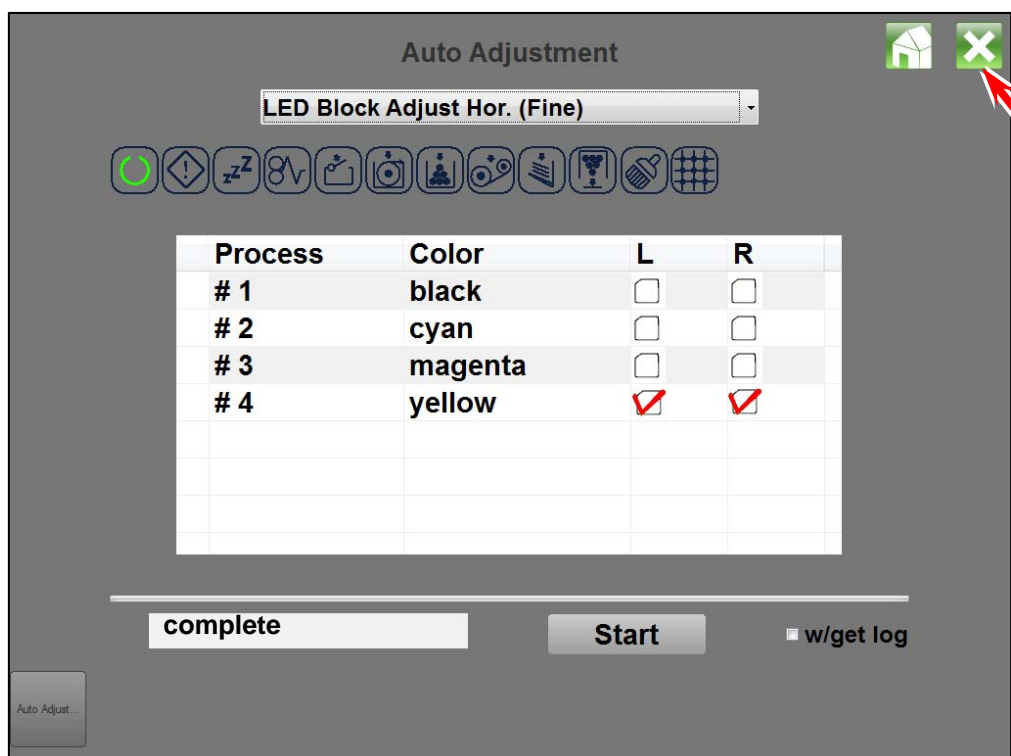 Auto Adjustment
LED Block Adjust Hor. (Fine)
zzZ
Process Color L R
# 1 black
# 2 cyan
# 3 magenta
# 4 yellow
complete Start w/get log
Auto Adjust...